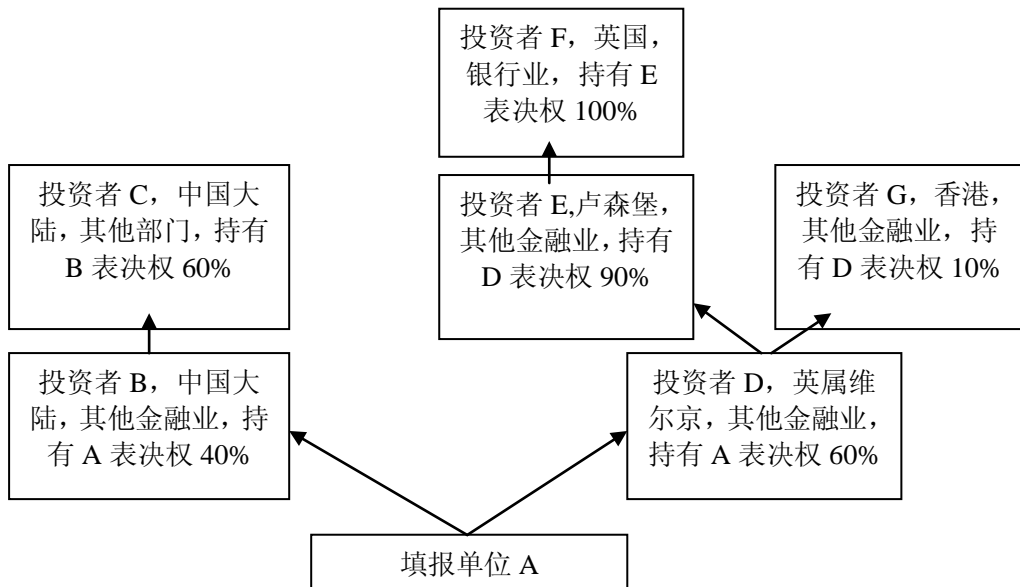 投资者 F，英国，
银行业，持有 E
表决权 100%
投资者 C，中国大
陆，其他部门，持有
B 表决权 60%
投资者 E,卢森堡，
其他金融业，持有
D 表决权 90%
投资者 G，香港，
其他金融业，持
有 D 表决权 10%
投资者 B，中国大
陆，其他金融业，持
有 A 表决权 40%
投资者 D，英属维
尔京，其他金融业，
持有 A 表决权 60%
填报单位 A